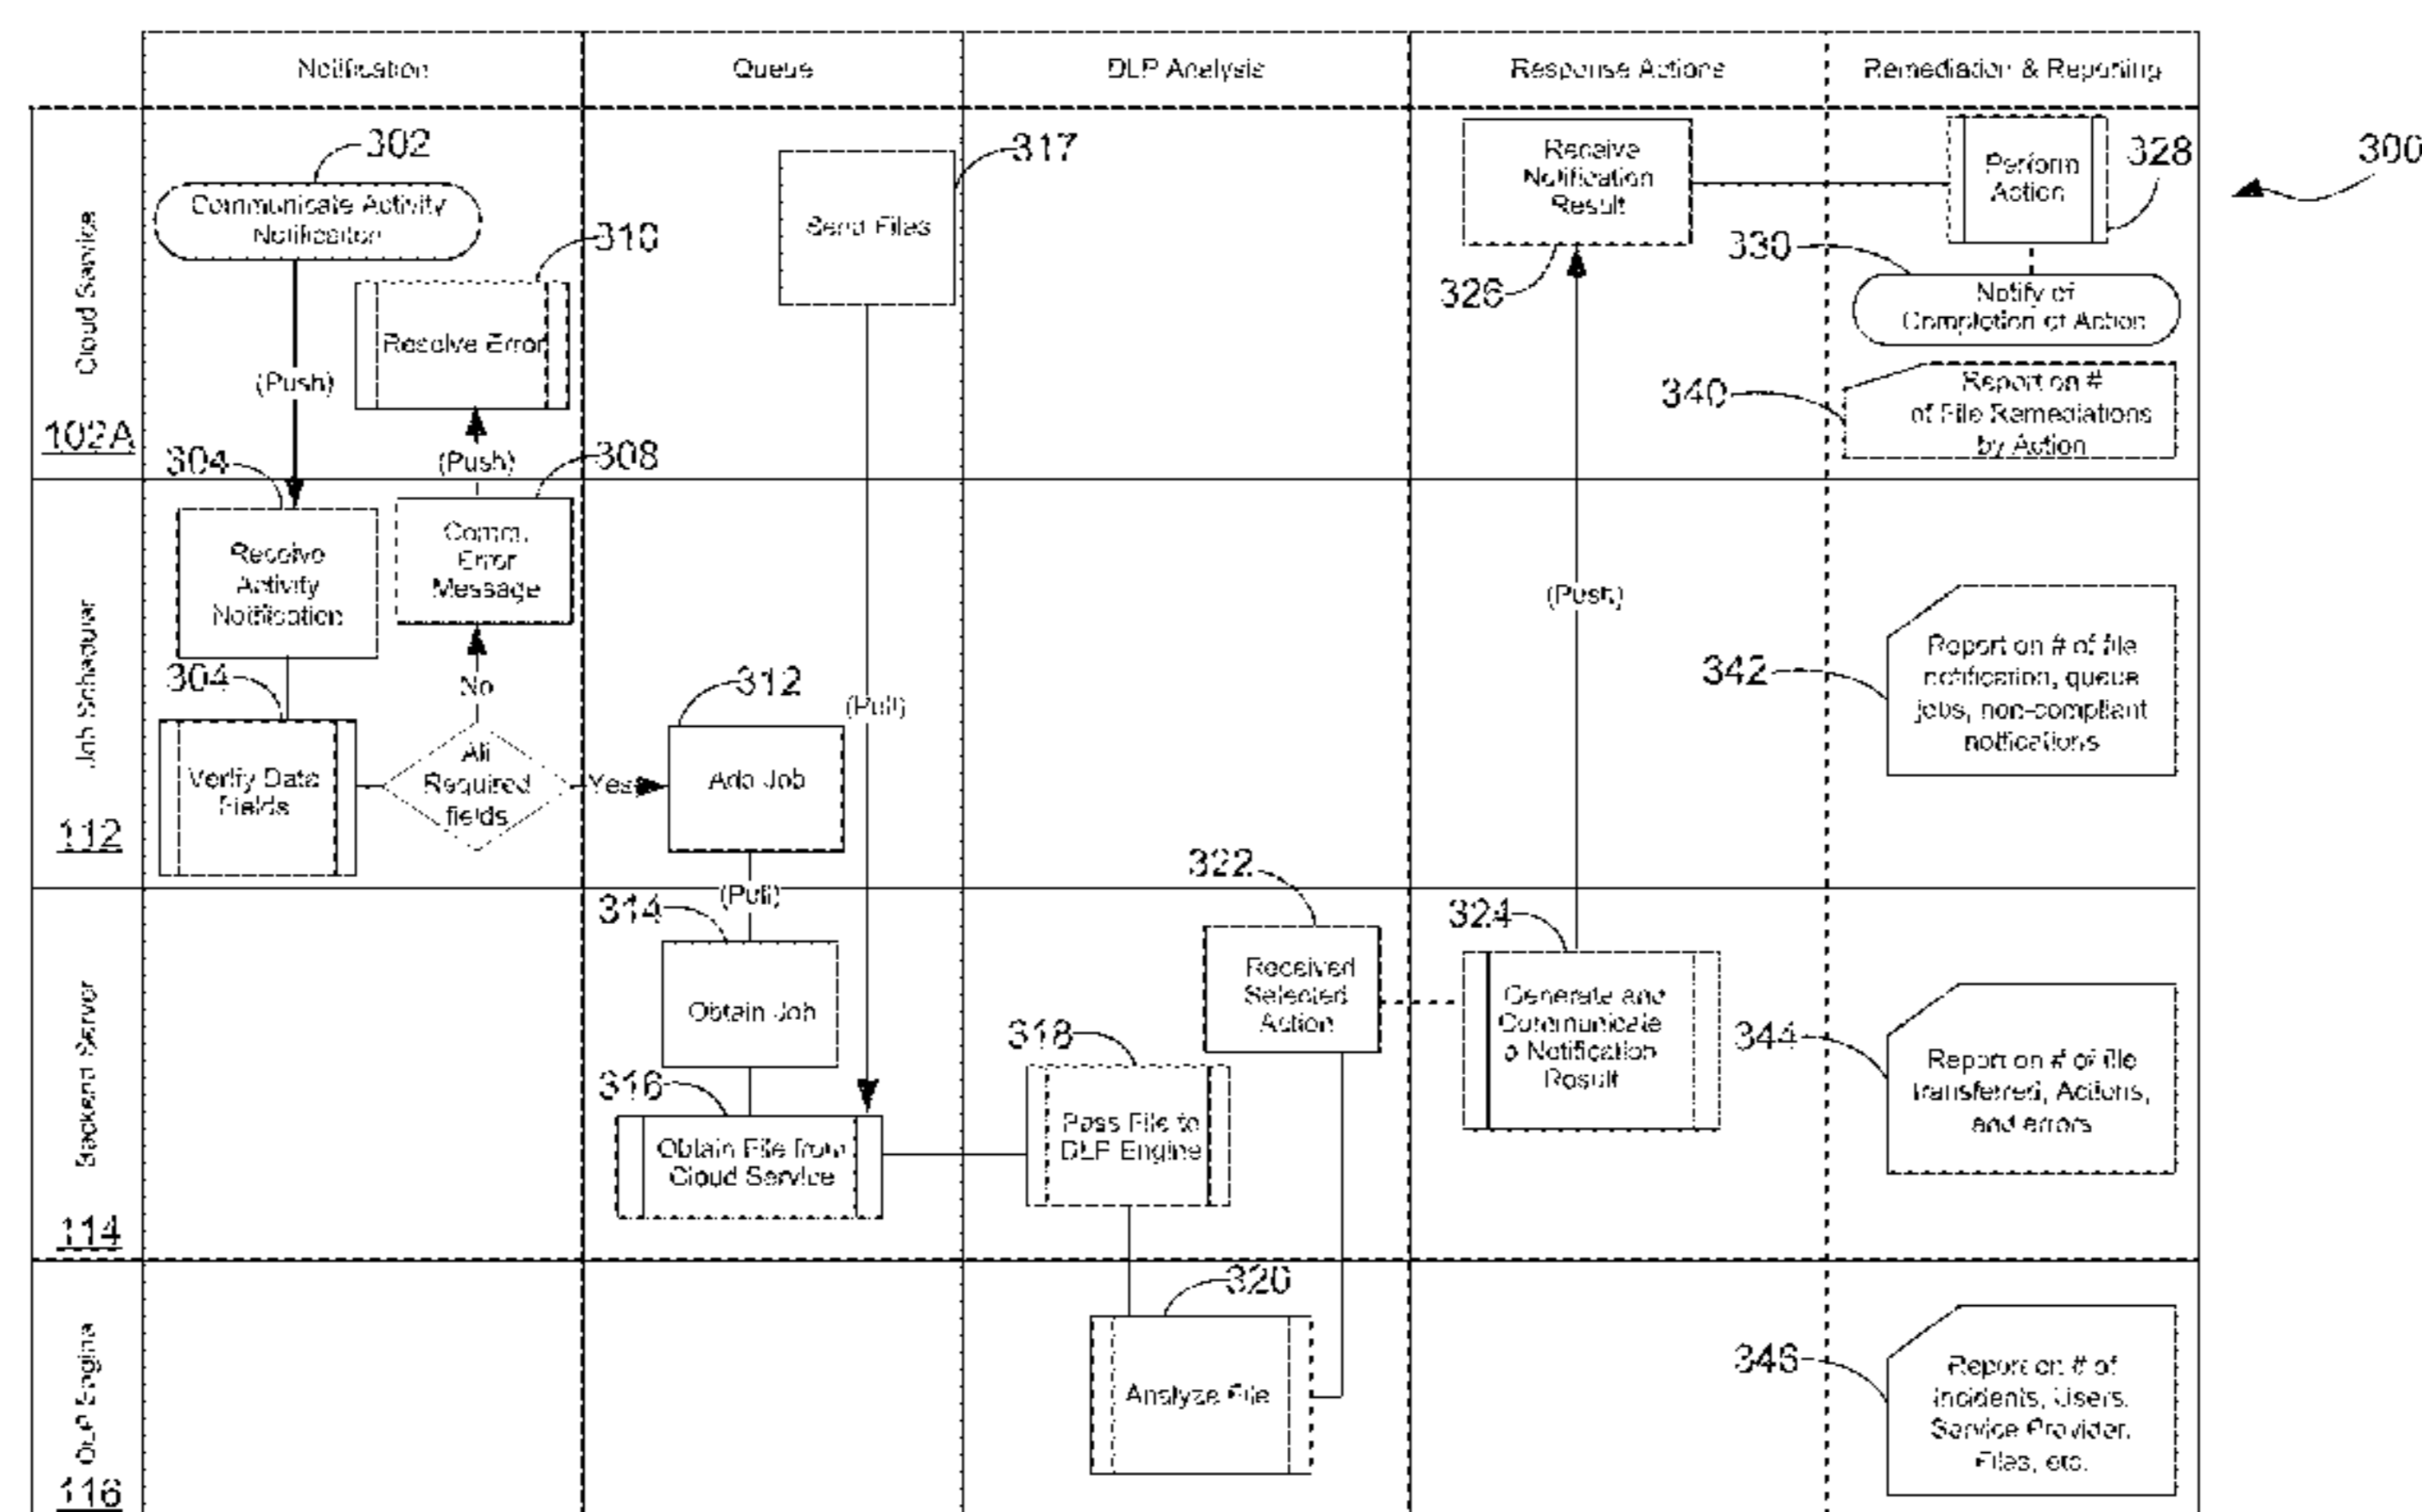 Notification
Queue
DLP Analysis
Response Actions
Remediation & Reporting
300
Cloud Service
102A
302
Communicate Activity
Notification
(Push)
310
Resolve Error
(Push)
317
Send Files
Receive
Notification
Result
326
Perform
Action
328
330
Notify of
Completion of Action
340
Report on #
of File Remediations
by Action
Job Scheduler
112
304
Receive
Activity
Notification
308
Comm.
Error
Message
304
Verify Data
Fields
No
All
Required
fields
Yes
312
Add Job
(Pull)
(Push)
342
Report on # of file
notification, queue
jobs, non-compliant
notifications
Backend Server
114
(Pull)
314
Obtain Job
316
Obtain File from
Cloud Service
318
Pass File to
DLP Engine
322
Received
Selected
Action
324
Generate and
Communicate
a Notification
Result
344
Report on # of file
transferred, Actions,
and errors
DLP Engine
116
320
Analyze File
346
Report on # of
Incidents, Users,
Service Provider,
Files, etc.